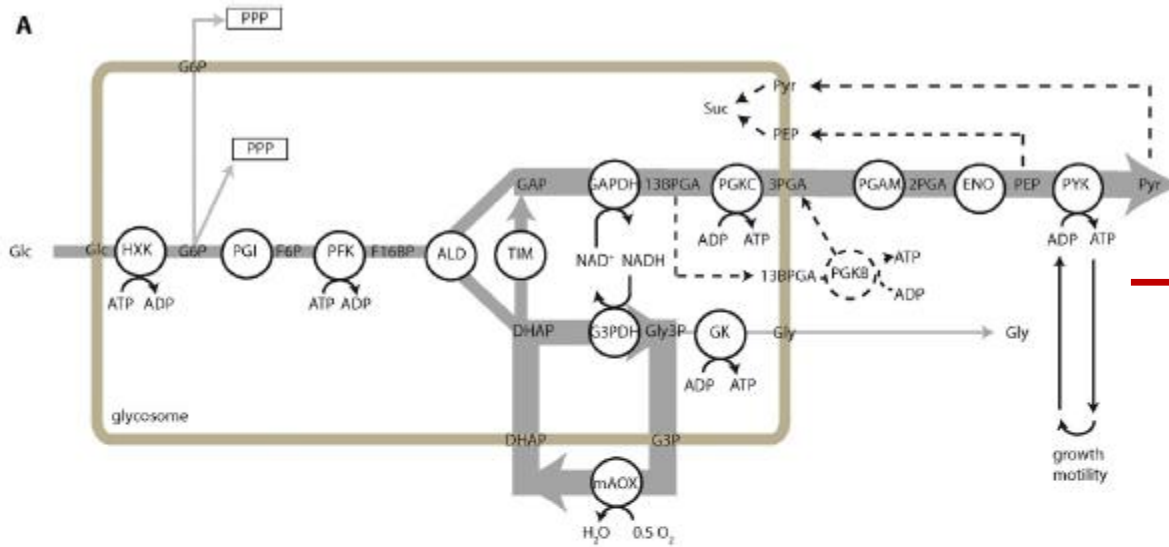 A
PPP
G6P
PPP
Pyr
Suc
PEP
GAP
GAPDH
13BPGA
PGKC
3PGA
PGAM
2PGA
ENO
PEP
PYK
Pyr
ADP
ATP
ADP
ATP
Glc
Glc
HXK
G6P
PGI
F6P
PFK
F16BP
ALD
TIM
NAD⁺ NADH
13BPGA
PGKB
ATP
ADP
ATP ADP
ATP ADP
DHAP
G3PDH
Gly3P
GK
Gly
Gly
ADP
ATP
glycosome
DHAP
G3P
growth
motility
mAOX
H₂O
0.5 O₂